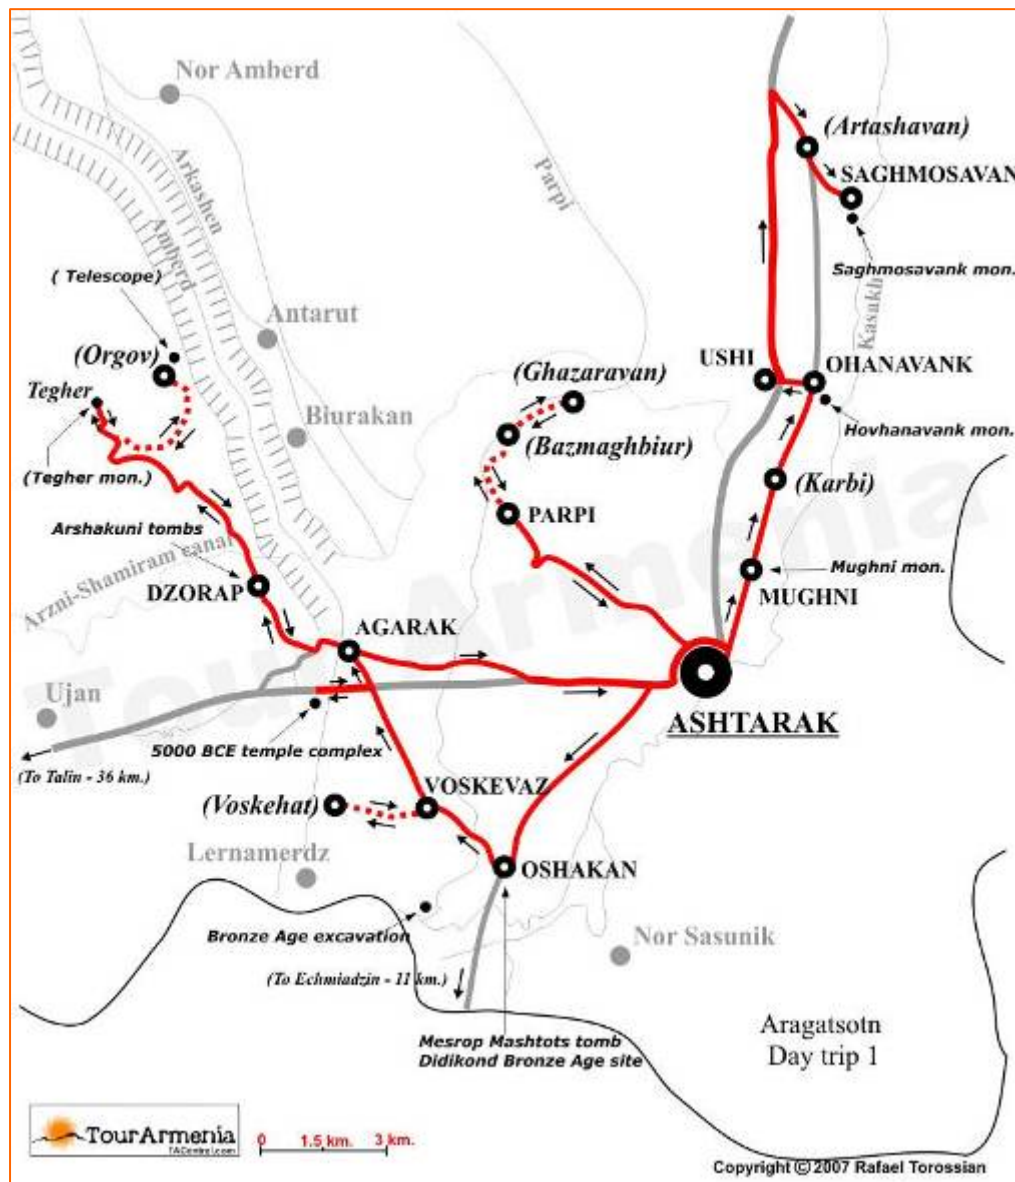 Nor Amberd
(Artashavan)
SAGHMOSAVAN
Arkashen
Parpi
Amberd
Saghmosavank mon.
Kasakh
( Telescope)
Antarut
(Orgov)
Tegher
USHI
OHANAVANK
(Ghazaravan)
Biurakan
Hovhanavank mon.
(Bazmaghbiur)
(Tegher mon.)
(Karbi)
Arshakuni tombs
PARPI
Arzni-Shamiram canal
Mughni mon.
DZORAP
MUGHNI
AGARAK
Tour Armenia
Ujan
ASHTARAK
5000 BCE temple complex
(To Talin - 36 km.)
VOSKEVAZ
(Voskehat)
Lernamerdz
OSHAKAN
Bronze Age excavation
Nor Sasunik
(To Echmiadzin - 11 km.)
Aragatsotn
Day trip 1
Mesrop Mashtots tomb
Didikond Bronze Age site
TourArmenia
TACentral.com
0 1.5 km. 3 km.
Copyright © 2007 Rafael Torossian